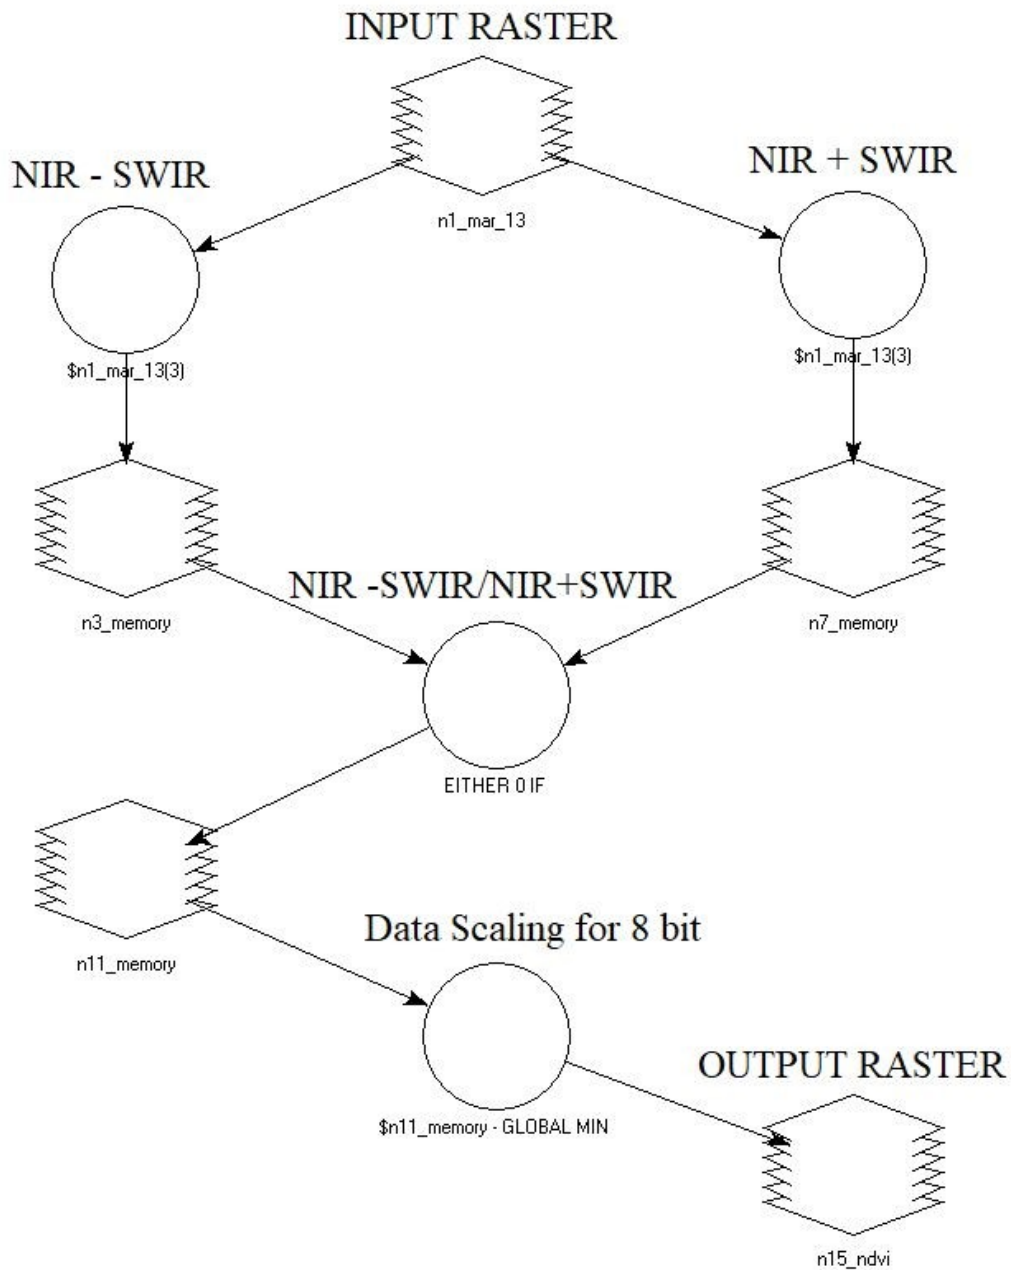 INPUT RASTER
n1_mar_13
NIR - SWIR
$n1_mar_13(3)
NIR + SWIR
$n1_mar_13(3)
n3_memory
n7_memory
NIR -SWIR/NIR+SWIR
EITHER 0 IF
n11_memory
Data Scaling for 8 bit
$n11_memory - GLOBAL MIN
OUTPUT RASTER
n15_ndvi